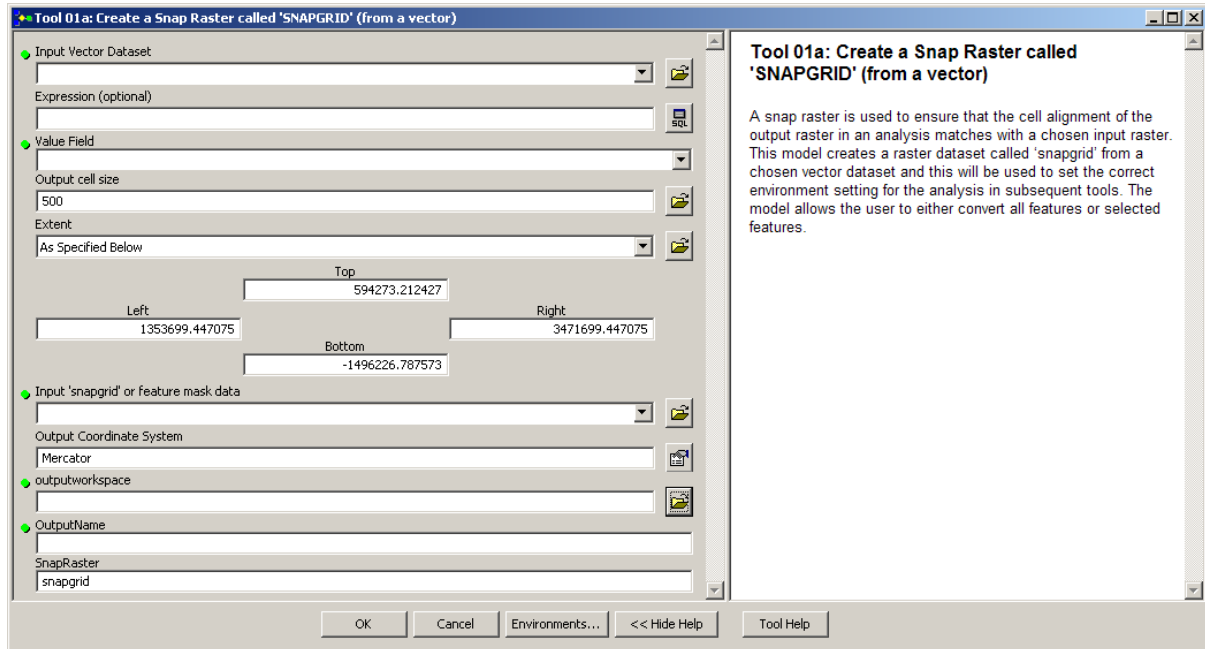 Tool 01a: Create a Snap Raster called 'SNAPGRID' (from a vector)
Input Vector Dataset
Expression (optional)
SQL
Value Field
Output cell size
500
Extent
As Specified Below
Top
594273.212427
Left
Right
1353699.447075
3471699.447075
Bottom
-1496226.787573
Input 'snapgrid' or feature mask data
Output Coordinate System
Mercator
outputworkspace
OutputName
SnapRaster
snapgrid
Tool 01a: Create a Snap Raster called
'SNAPGRID' (from a vector)
A snap raster is used to ensure that the cell alignment of the
output raster in an analysis matches with a chosen input raster.
This model creates a raster dataset called 'snapgrid' from a
chosen vector dataset and this will be used to set the correct
environment setting for the analysis in subsequent tools. The
model allows the user to either convert all features or selected
features.
OK
Cancel
Environments...
<< Hide Help
Tool Help